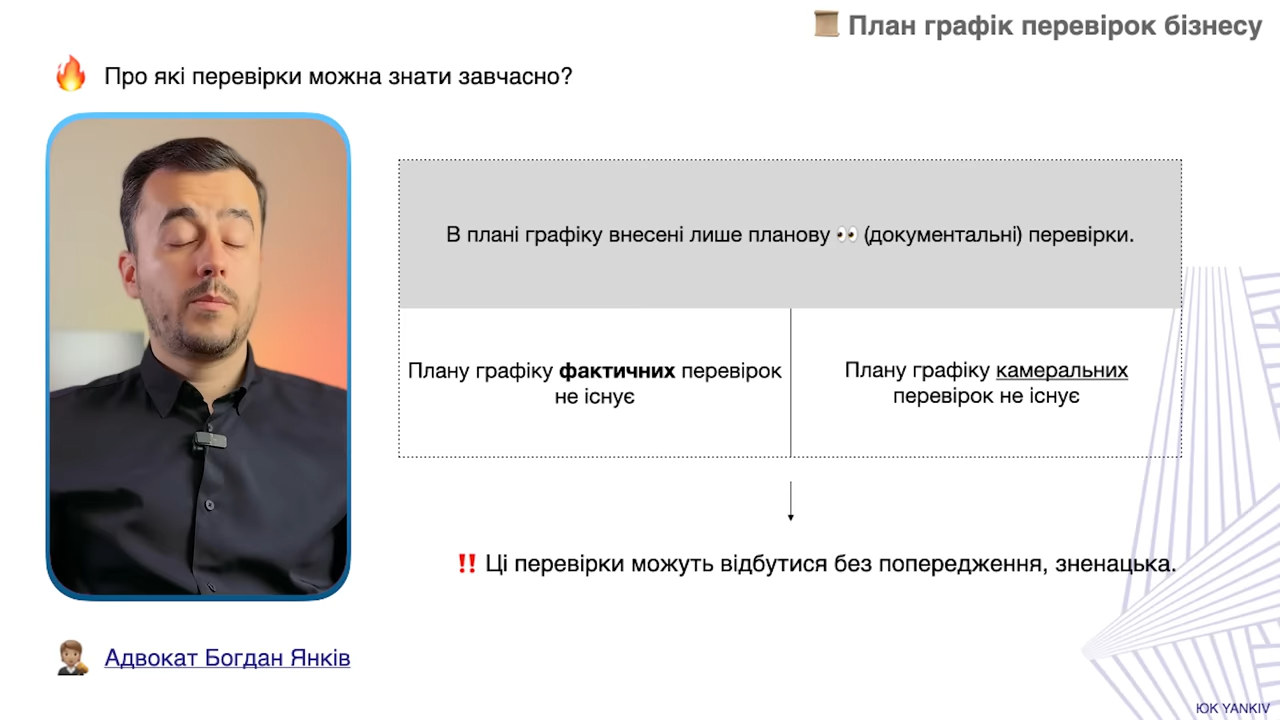 📜 План графік перевірок бізнесу
🔥 Про які перевірки можна знати завчасно?
В плані графіку внесені лише планову 👀 (документальні) перевірки.
Плану графіку фактичних перевірок
не існує
Плану графіку камеральних
перевірок не існує
‼️ Ці перевірки можуть відбутися без попередження, зненацька.
Адвокат Богдан Янків
ЮК YANKIV